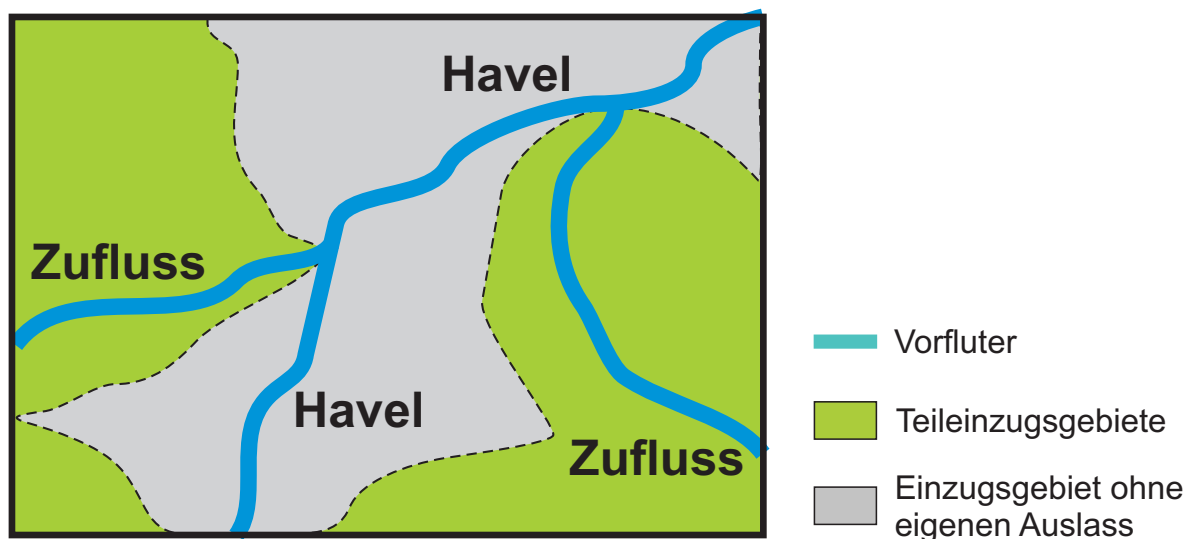 Havel
Zufluss
Havel
Zufluss
Vorfluter
Teileinzugsgebiete
Einzugsgebiet ohne
eigenen Auslass